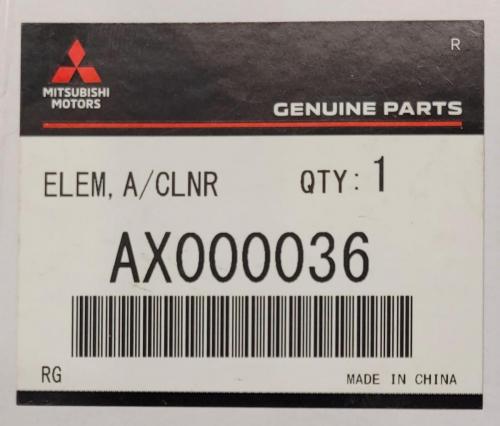 R
MITSUBISHI
MOTORS
GENUINE PARTS
ELEM, A/CLNR QTY: 1
AX000036
RG MADE IN CHINA